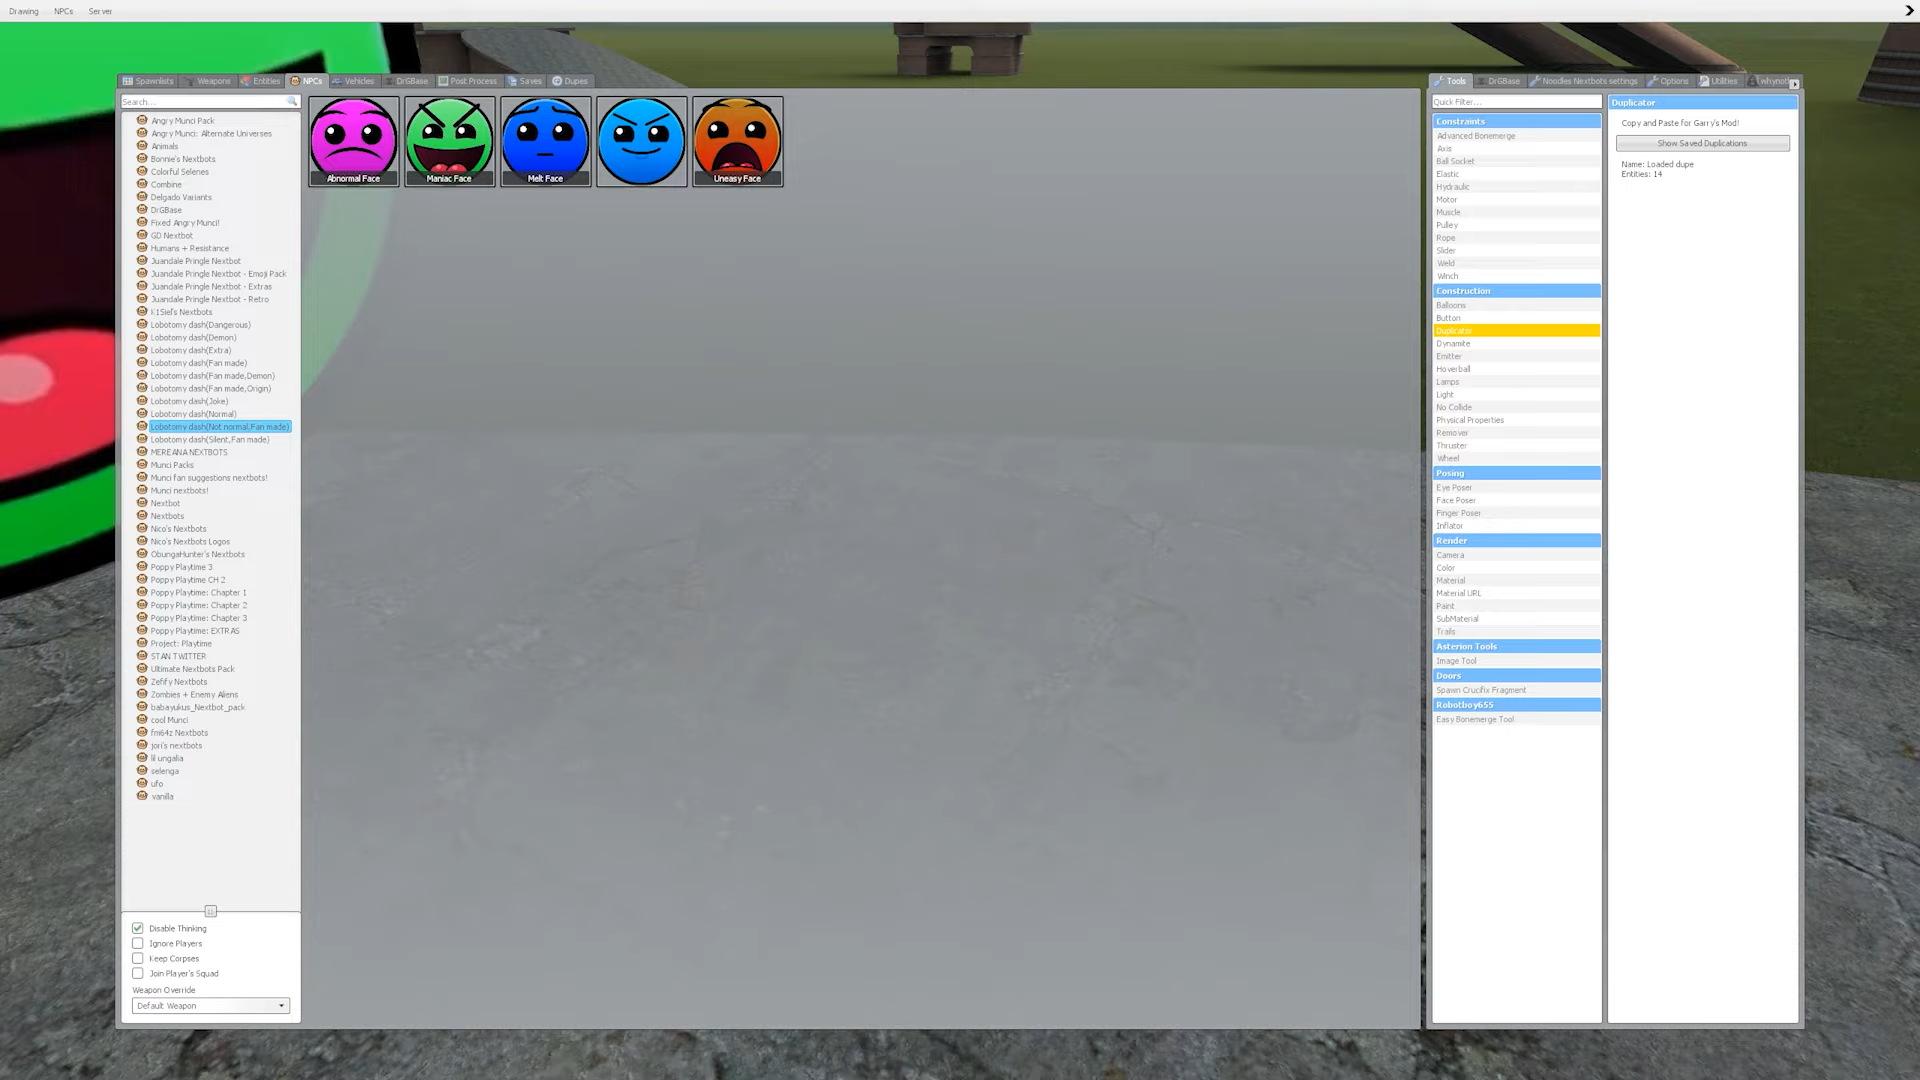 Drawing NPCs Server
Spawnlists Weapons Entities NPCs Vehicles DrGBase Post Process Saves Dupes
Search...
Angry Munci Pack
Angry Munci: Alternate Universes
Animals
Bonnie's Nextbots
Colorful Selenes
Combine
Delgado Variants
DrGBase
Fixed Angry Munci!
GD Nextbot
Humans + Resistance
Juandale Pringle Nextbot
Juandale Pringle Nextbot - Emoji Pack
Juandale Pringle Nextbot - Extras
Juandale Pringle Nextbot - Retro
K1Siel's Nextbots
Lobotomy dash(Dangerous)
Lobotomy dash(Demon)
Lobotomy dash(Extra)
Lobotomy dash(Fan made)
Lobotomy dash(Fan made,Demon)
Lobotomy dash(Fan made,Origin)
Lobotomy dash(Joke)
Lobotomy dash(Normal)
Lobotomy dash(Not normal,Fan made)
Lobotomy dash(Silent,Fan made)
MEREANA NEXTBOTS
Munci Packs
Munci fan suggestions nextbots!
Munci nextbots!
Nextbot
Nextbots
Nico's Nextbots
Nico's Nextbots Logos
ObungaHunter's Nextbots
Poppy Playtime 3
Poppy Playtime CH 2
Poppy Playtime: Chapter 1
Poppy Playtime: Chapter 2
Poppy Playtime: Chapter 3
Poppy Playtime: EXTRAS
Project: Playtime
STAN TWITTER
Ultimate Nextbots Pack
Zefify Nextbots
Zombies + Enemy Aliens
babayukus_Nextbot_pack
cool Munci
fm64z Nextbots
jori's nextbots
lil ungalia
selenga
ufo
vanilla
Disable Thinking
Ignore Players
Keep Corpses
Join Player's Squad
Weapon Override
Default Weapon
Abnormal Face Maniac Face Melt Face Uneasy Face
Tools DrGBase Noodles Nextbots settings Options Utilities whynot
Quick Filter...
Constraints
Advanced Bonemerge
Axis
Ball Socket
Elastic
Hydraulic
Motor
Muscle
Pulley
Rope
Slider
Weld
Winch
Construction
Balloons
Button
Duplicator
Dynamite
Emitter
Hoverball
Lamps
Light
No Collide
Physical Properties
Remover
Thruster
Wheel
Posing
Eye Poser
Face Poser
Finger Poser
Inflator
Render
Camera
Color
Material
Material URL
Paint
SubMaterial
Trails
Asterion Tools
Image Tool
Doors
Spawn Crucifix Fragment
Robotboy655
Easy Bonemerge Tool
Duplicator
Copy and Paste for Garry's Mod!
Show Saved Duplications
Name: Loaded dupe
Entities: 14